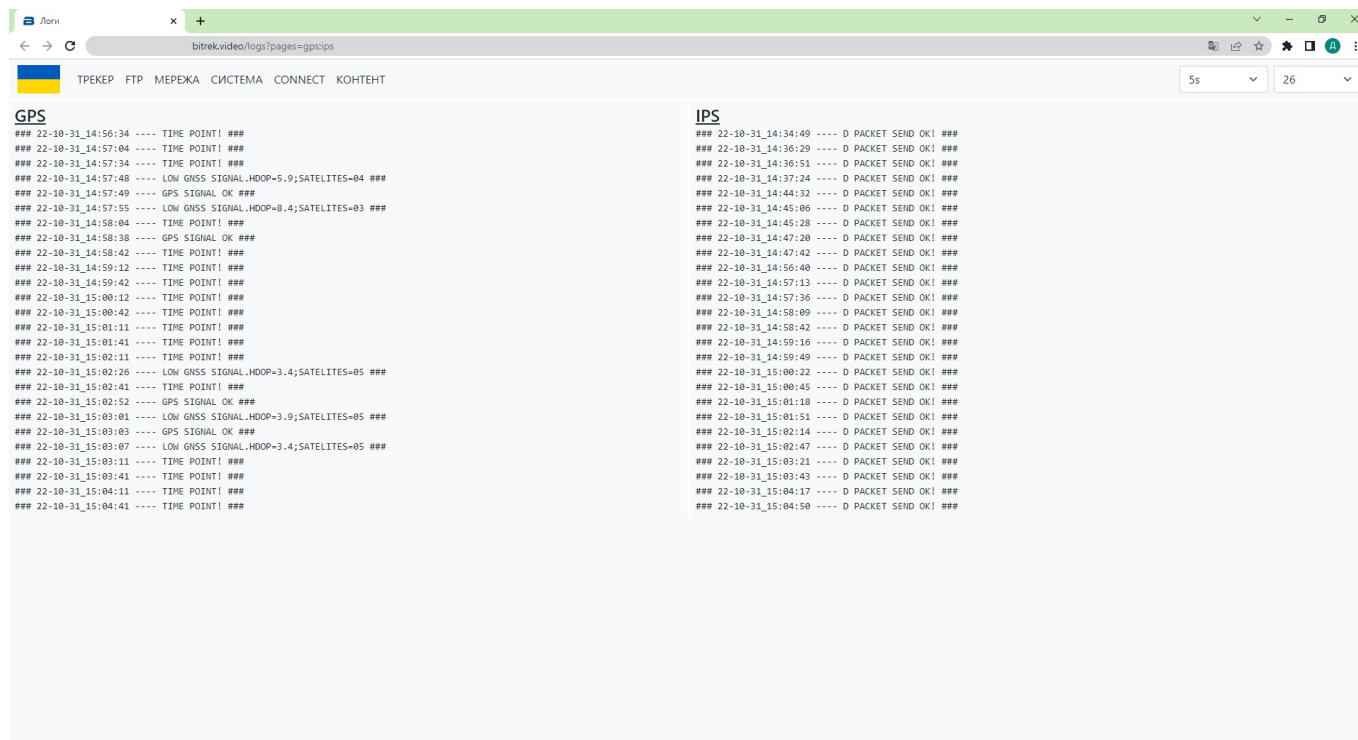 Логи
bitrek.video/logs?pages=gps:ips
ТРЕКЕР FTP МЕРЕЖА СИСТЕМА CONNECT КОНТЕНТ
5s
26
GPS
### 22-10-31_14:56:34 ---- TIME POINT! ###
### 22-10-31_14:57:04 ---- TIME POINT! ###
### 22-10-31_14:57:34 ---- TIME POINT! ###
### 22-10-31_14:57:48 ---- LOW GNSS SIGNAL.HDOP=5.9;SATELITES=04 ###
### 22-10-31_14:57:49 ---- GPS SIGNAL OK ###
### 22-10-31_14:57:55 ---- LOW GNSS SIGNAL.HDOP=8.4;SATELITES=03 ###
### 22-10-31_14:58:04 ---- TIME POINT! ###
### 22-10-31_14:58:38 ---- GPS SIGNAL OK ###
### 22-10-31_14:58:42 ---- TIME POINT! ###
### 22-10-31_14:59:12 ---- TIME POINT! ###
### 22-10-31_14:59:42 ---- TIME POINT! ###
### 22-10-31_15:00:12 ---- TIME POINT! ###
### 22-10-31_15:00:42 ---- TIME POINT! ###
### 22-10-31_15:01:11 ---- TIME POINT! ###
### 22-10-31_15:01:41 ---- TIME POINT! ###
### 22-10-31_15:02:11 ---- TIME POINT! ###
### 22-10-31_15:02:26 ---- LOW GNSS SIGNAL.HDOP=3.4;SATELITES=05 ###
### 22-10-31_15:02:41 ---- TIME POINT! ###
### 22-10-31_15:02:52 ---- GPS SIGNAL OK ###
### 22-10-31_15:03:01 ---- LOW GNSS SIGNAL.HDOP=3.9;SATELITES=05 ###
### 22-10-31_15:03:03 ---- GPS SIGNAL OK ###
### 22-10-31_15:03:07 ---- LOW GNSS SIGNAL.HDOP=3.4;SATELITES=05 ###
### 22-10-31_15:03:11 ---- TIME POINT! ###
### 22-10-31_15:03:41 ---- TIME POINT! ###
### 22-10-31_15:04:11 ---- TIME POINT! ###
### 22-10-31_15:04:41 ---- TIME POINT! ###
IPS
### 22-10-31_14:34:49 ---- D PACKET SEND OK! ###
### 22-10-31_14:36:29 ---- D PACKET SEND OK! ###
### 22-10-31_14:36:51 ---- D PACKET SEND OK! ###
### 22-10-31_14:37:24 ---- D PACKET SEND OK! ###
### 22-10-31_14:44:32 ---- D PACKET SEND OK! ###
### 22-10-31_14:45:06 ---- D PACKET SEND OK! ###
### 22-10-31_14:45:28 ---- D PACKET SEND OK! ###
### 22-10-31_14:47:20 ---- D PACKET SEND OK! ###
### 22-10-31_14:47:42 ---- D PACKET SEND OK! ###
### 22-10-31_14:56:40 ---- D PACKET SEND OK! ###
### 22-10-31_14:57:13 ---- D PACKET SEND OK! ###
### 22-10-31_14:57:36 ---- D PACKET SEND OK! ###
### 22-10-31_14:58:09 ---- D PACKET SEND OK! ###
### 22-10-31_14:58:42 ---- D PACKET SEND OK! ###
### 22-10-31_14:59:16 ---- D PACKET SEND OK! ###
### 22-10-31_14:59:49 ---- D PACKET SEND OK! ###
### 22-10-31_15:00:22 ---- D PACKET SEND OK! ###
### 22-10-31_15:00:45 ---- D PACKET SEND OK! ###
### 22-10-31_15:01:18 ---- D PACKET SEND OK! ###
### 22-10-31_15:01:51 ---- D PACKET SEND OK! ###
### 22-10-31_15:02:14 ---- D PACKET SEND OK! ###
### 22-10-31_15:02:47 ---- D PACKET SEND OK! ###
### 22-10-31_15:03:21 ---- D PACKET SEND OK! ###
### 22-10-31_15:03:43 ---- D PACKET SEND OK! ###
### 22-10-31_15:04:17 ---- D PACKET SEND OK! ###
### 22-10-31_15:04:50 ---- D PACKET SEND OK! ###